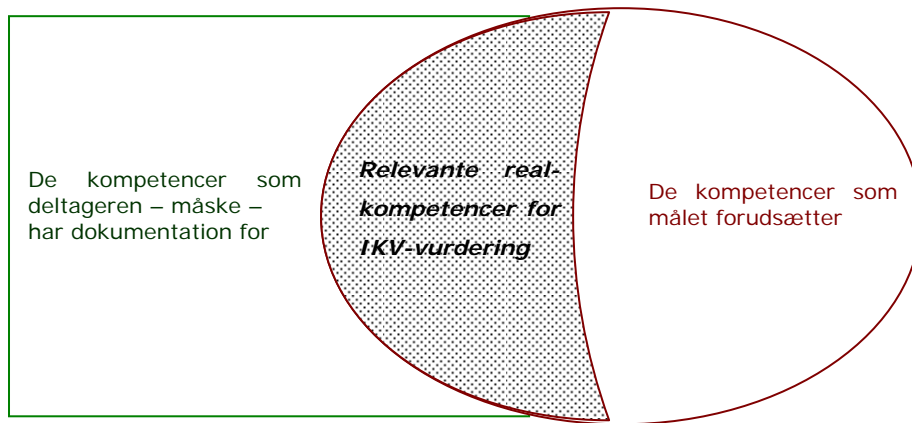 De kompetencer som
deltageren – måske –
har dokumentation for
Relevante real-
kompetencer for
IKV-vurdering
De kompetencer som
målet forudsætter